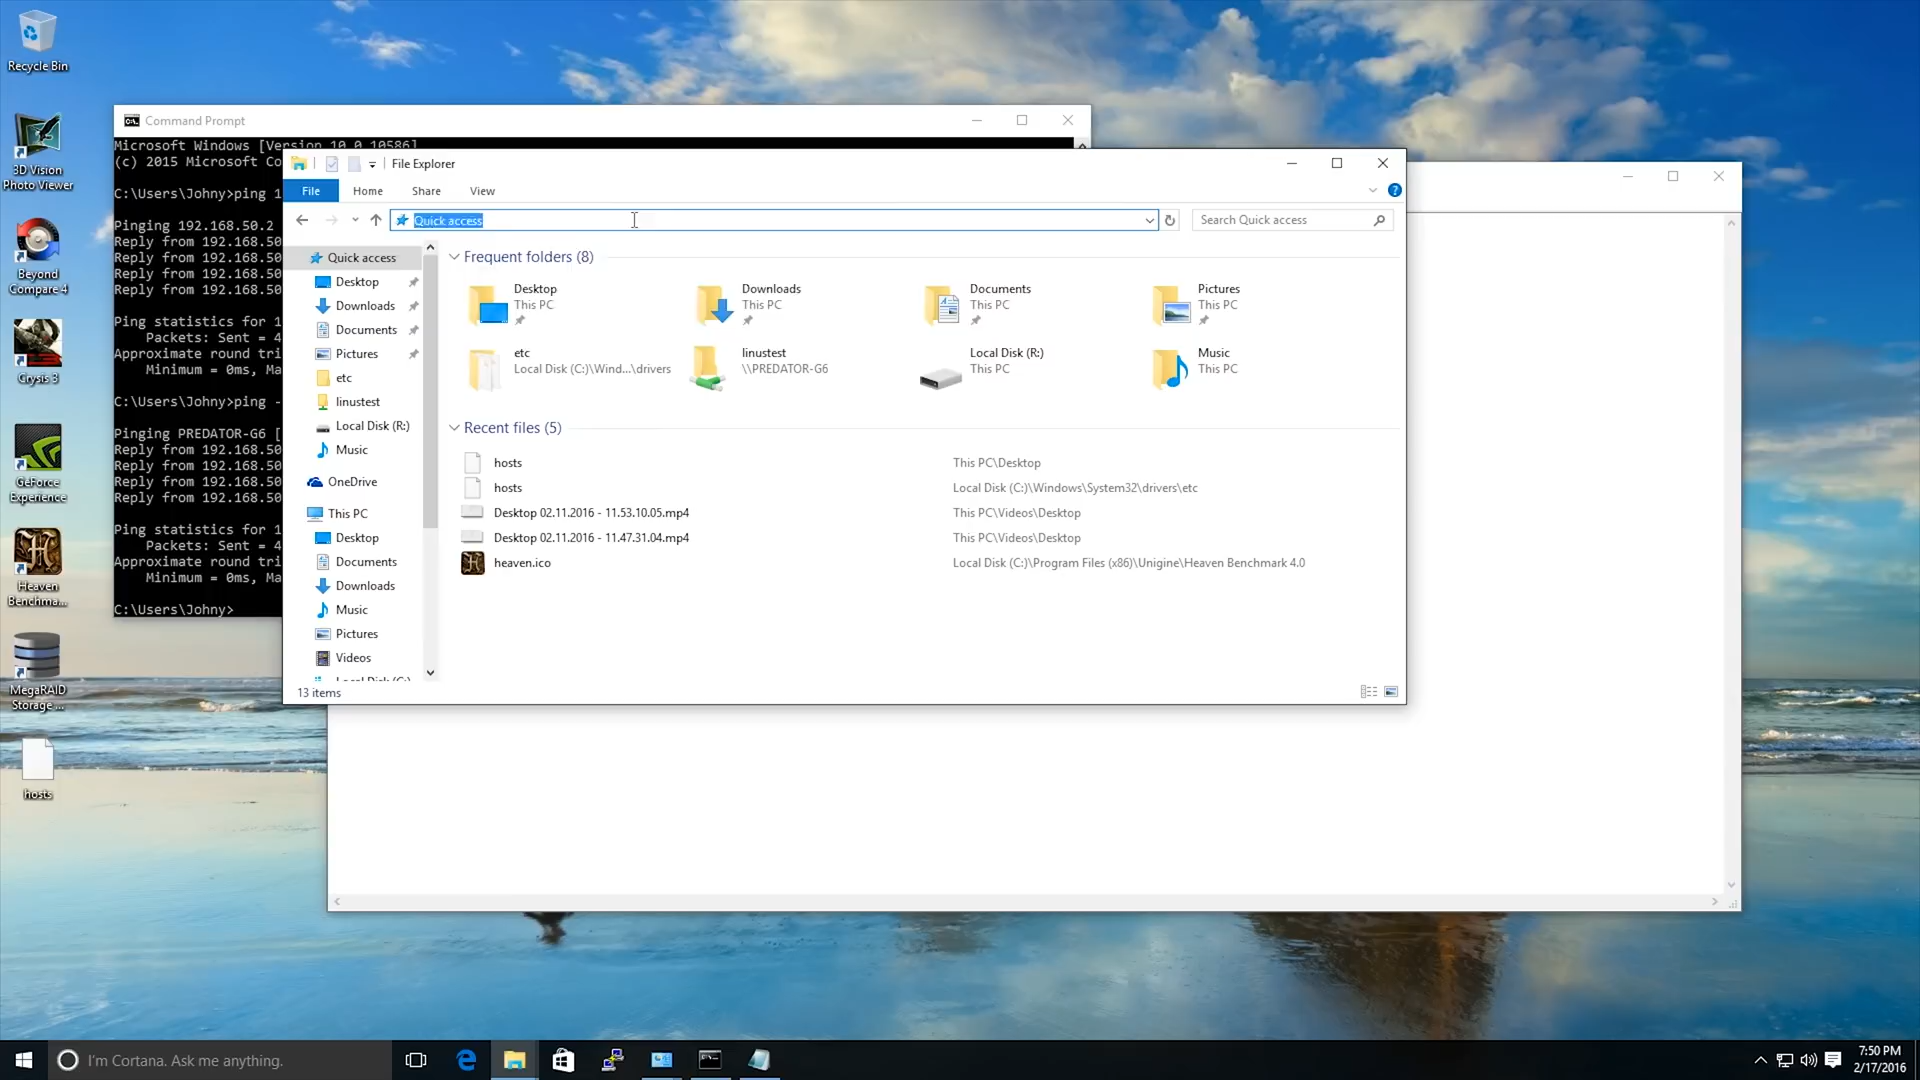 Recycle Bin
3D Vision
Photo Viewer
Beyond
Compare 4
Crysis 3
GeForce
Experience
Heaven
Benchma...
MegaRAID
Storage ...
hosts
Command Prompt
Microsoft Windows [Version 10.0.10586]
(c) 2015 Microsoft Co
C:\Users\Johny>ping 1
Pinging 192.168.50.2
Reply from 192.168.50
Reply from 192.168.50
Reply from 192.168.50
Reply from 192.168.50
Ping statistics for 1
Packets: Sent = 4
Approximate round tri
Minimum = 0ms, Ma
C:\Users\Johny>ping -
Pinging PREDATOR-G6 [
Reply from 192.168.50
Reply from 192.168.50
Reply from 192.168.50
Reply from 192.168.50
Ping statistics for 1
Packets: Sent = 4
Approximate round tri
Minimum = 0ms, Ma
C:\Users\Johny>
File Explorer
File Home Share View
Quick access
Search Quick access
Quick access
Desktop
Downloads
Documents
Pictures
etc
linustest
Local Disk (R:)
Music
OneDrive
This PC
Desktop
Documents
Downloads
Music
Pictures
Videos
Local Disk (C:)
Frequent folders (8)
Desktop
This PC
Downloads
This PC
Documents
This PC
Pictures
This PC
etc
Local Disk (C:)\Wind...\drivers
linustest
\\PREDATOR-G6
Local Disk (R:)
This PC
Music
This PC
Recent files (5)
hosts This PC\Desktop
hosts Local Disk (C:)\Windows\System32\drivers\etc
Desktop 02.11.2016 - 11.53.10.05.mp4 This PC\Videos\Desktop
Desktop 02.11.2016 - 11.47.31.04.mp4 This PC\Videos\Desktop
heaven.ico Local Disk (C:)\Program Files (x86)\Unigine\Heaven Benchmark 4.0
13 items
I'm Cortana. Ask me anything.
7:50 PM
2/17/2016